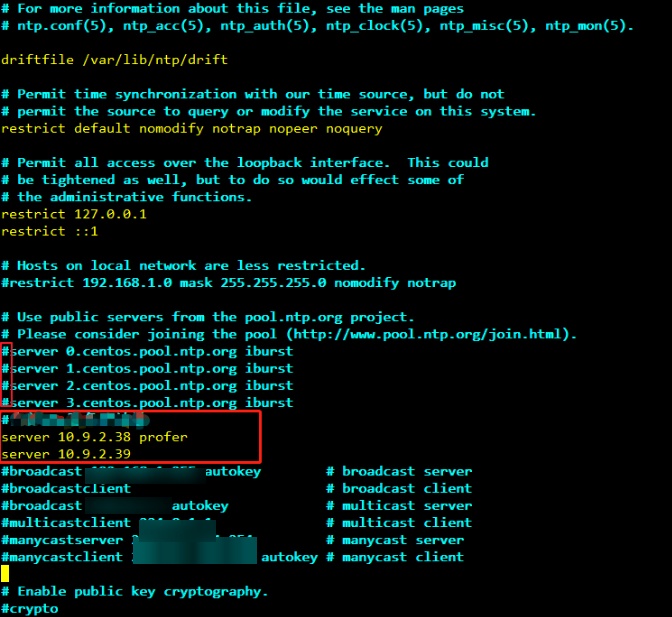 # For more information about this file, see the man pages
# ntp.conf(5), ntp_acc(5), ntp_auth(5), ntp_clock(5), ntp_misc(5), ntp_mon(5).
driftfile /var/lib/ntp/drift
# Permit time synchronization with our time source, but do not
# permit the source to query or modify the service on this system.
restrict default nomodify notrap nopeer noquery
# Permit all access over the loopback interface.  This could
# be tightened as well, but to do so would effect some of
# the administrative functions.
restrict 127.0.0.1
restrict ::1
# Hosts on local network are less restricted.
#restrict 192.168.1.0 mask 255.255.255.0 nomodify notrap
# Use public servers from the pool.ntp.org project.
# Please consider joining the pool (http://www.pool.ntp.org/join.html).
#server 0.centos.pool.ntp.org iburst
#server 1.centos.pool.ntp.org iburst
#server 2.centos.pool.ntp.org iburst
#server 3.centos.pool.ntp.org iburst
#
server 10.9.2.38 profer
server 10.9.2.39
#broadcast autokey # broadcast server
#broadcastclient # broadcast client
#broadcast autokey # multicast server
#multicastclient # multicast client
#manycastserver # manycast server
#manycastclient autokey # manycast client
# Enable public key cryptography.
#crypto